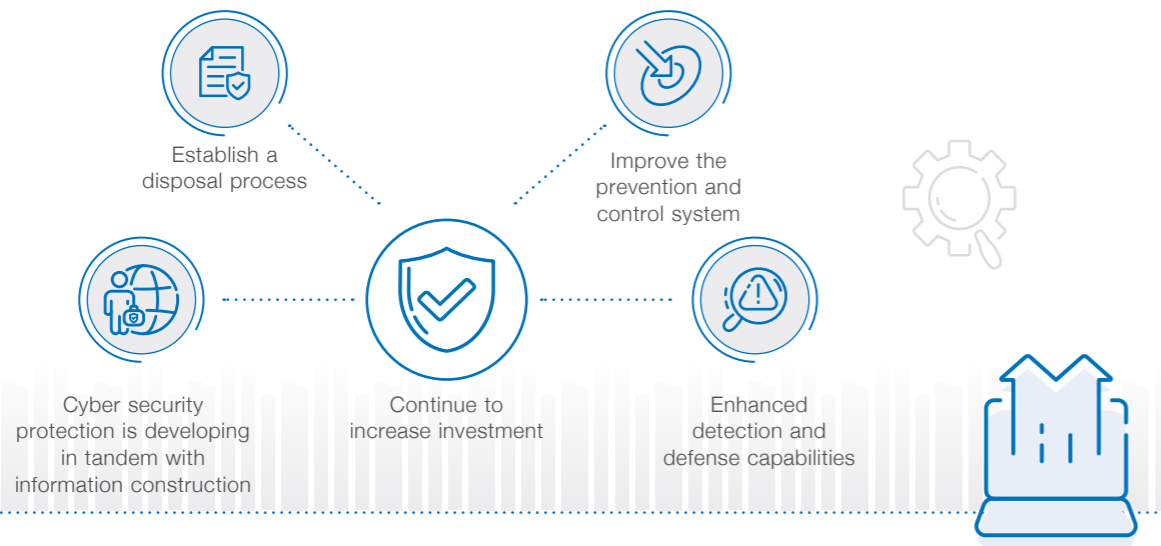 Establish a
disposal process
Improve the
prevention and
control system
Cyber security
protection is developing
in tandem with
information construction
Continue to
increase investment
Enhanced
detection and
defense capabilities